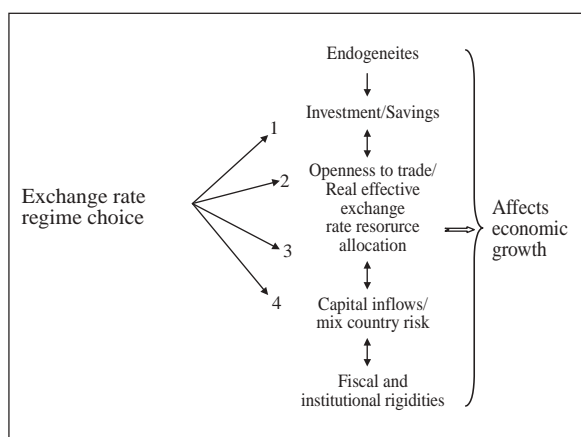 Endogeneites
Investment/Savings
1
Openness to trade/
Real effective
exchange
rate resorurce
allocation
2
Exchange rate
regime choice
3
4
Capital inflows/
mix country risk
Fiscal and
institutional rigidities
Affects
economic
growth